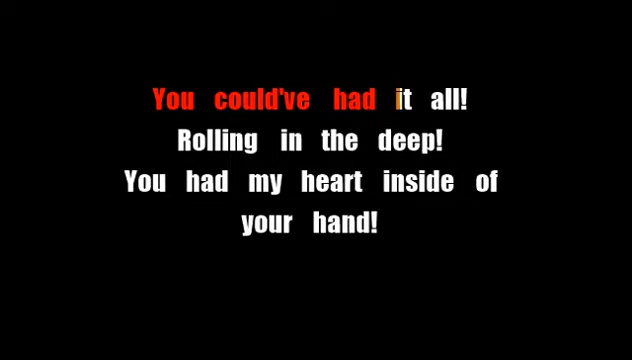 You could've had it all!
Rolling in the deep!
You had my heart inside of
your hand!